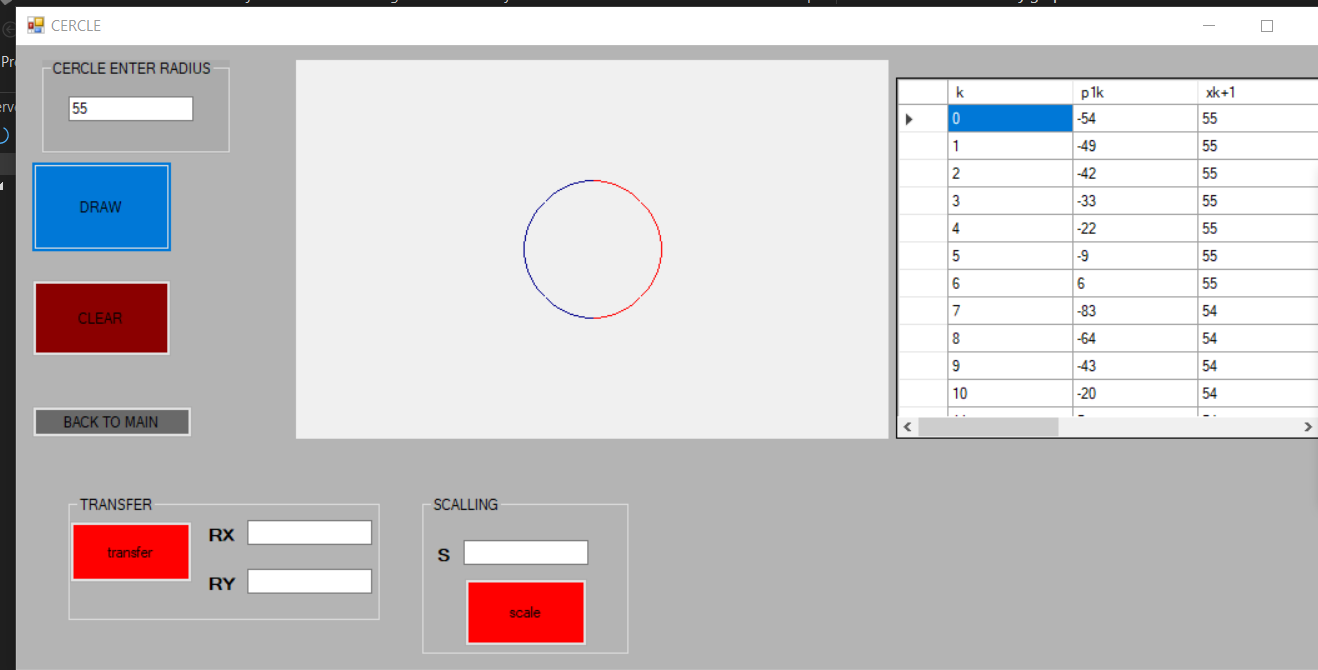 CERCLE
CERCLE ENTER RADIUS
55
DRAW
CLEAR
BACK TO MAIN
k p1k xk+1
0 -54 55
1 -49 55
2 -42 55
3 -33 55
4 -22 55
5 -9 55
6 6 55
7 -83 54
8 -64 54
9 -43 54
10 -20 54
TRANSFER
transfer
RX
RY
SCALLING
S
scale